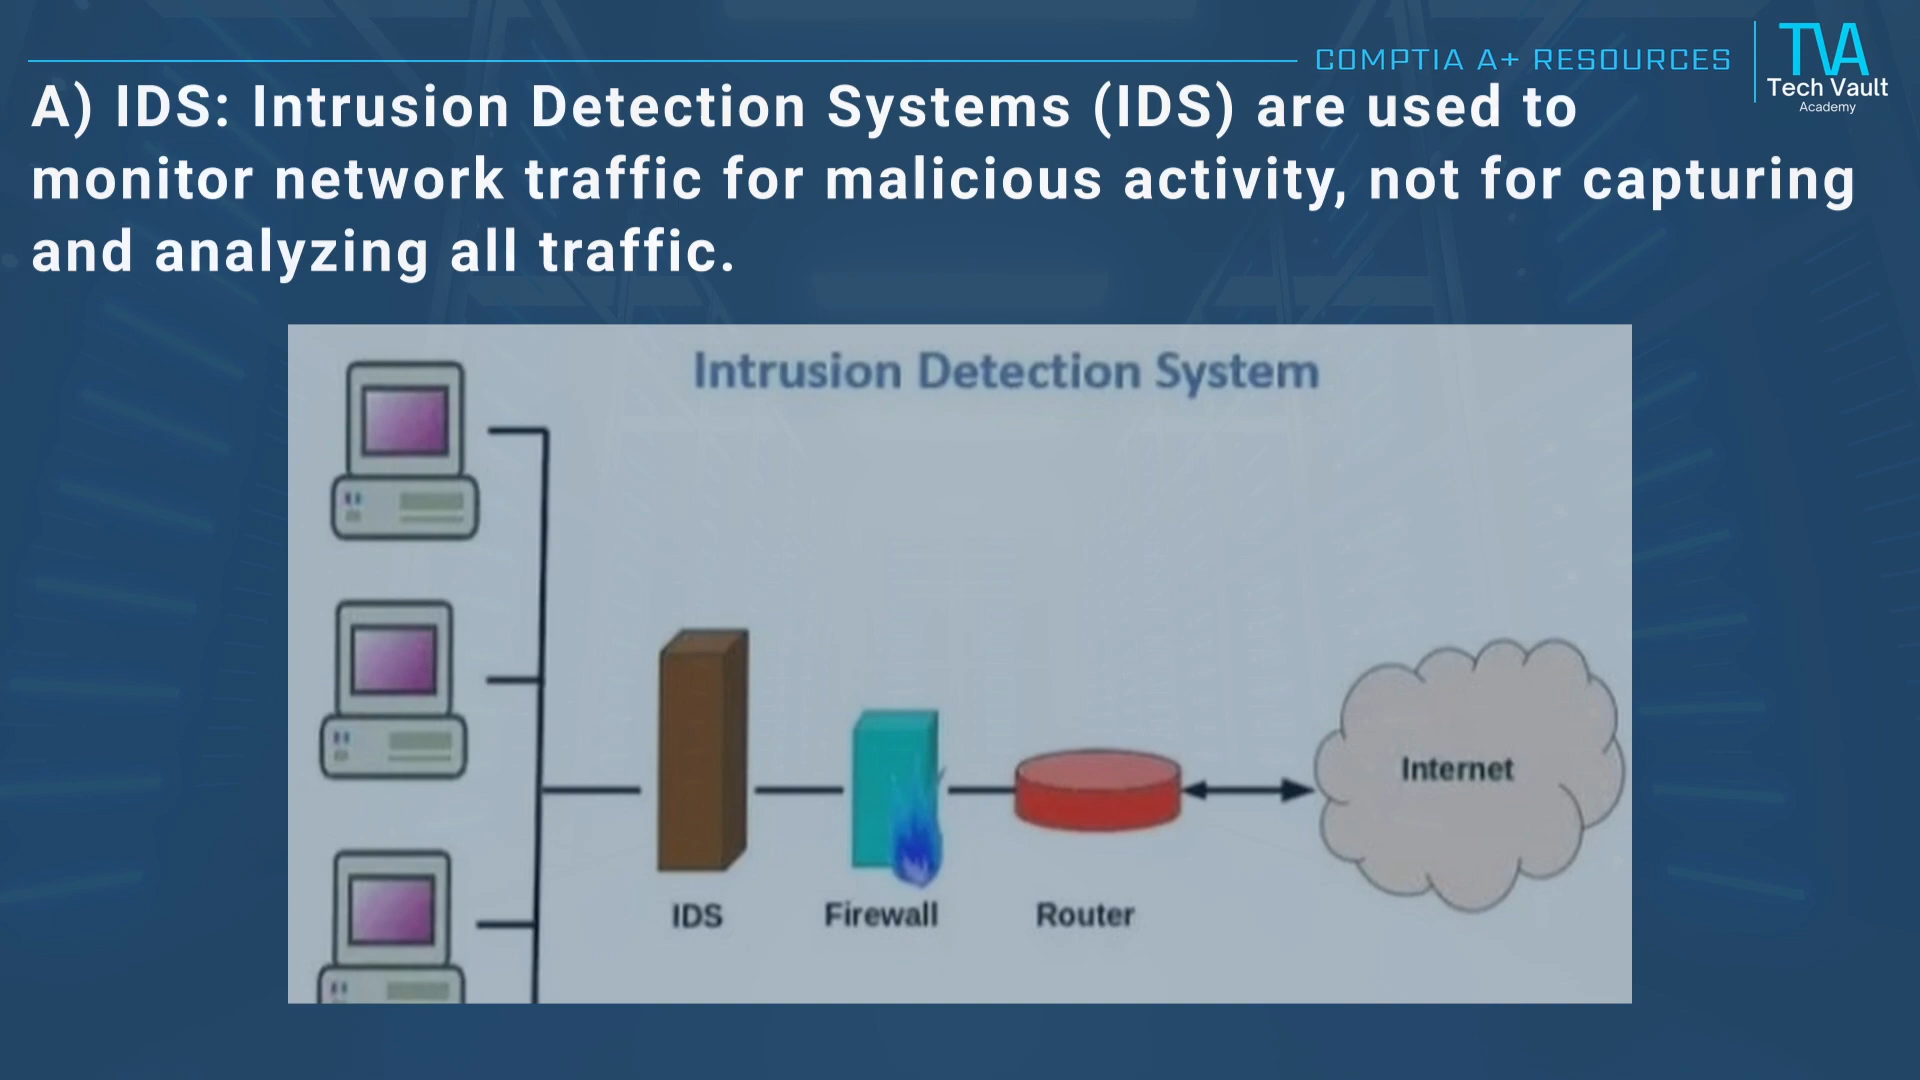 COMPTIA A+ RESOURCES
TVA
Tech Vault
Academy
A) IDS: Intrusion Detection Systems (IDS) are used to
monitor network traffic for malicious activity, not for capturing
and analyzing all traffic.
Intrusion Detection System
Internet
IDS
Firewall
Router